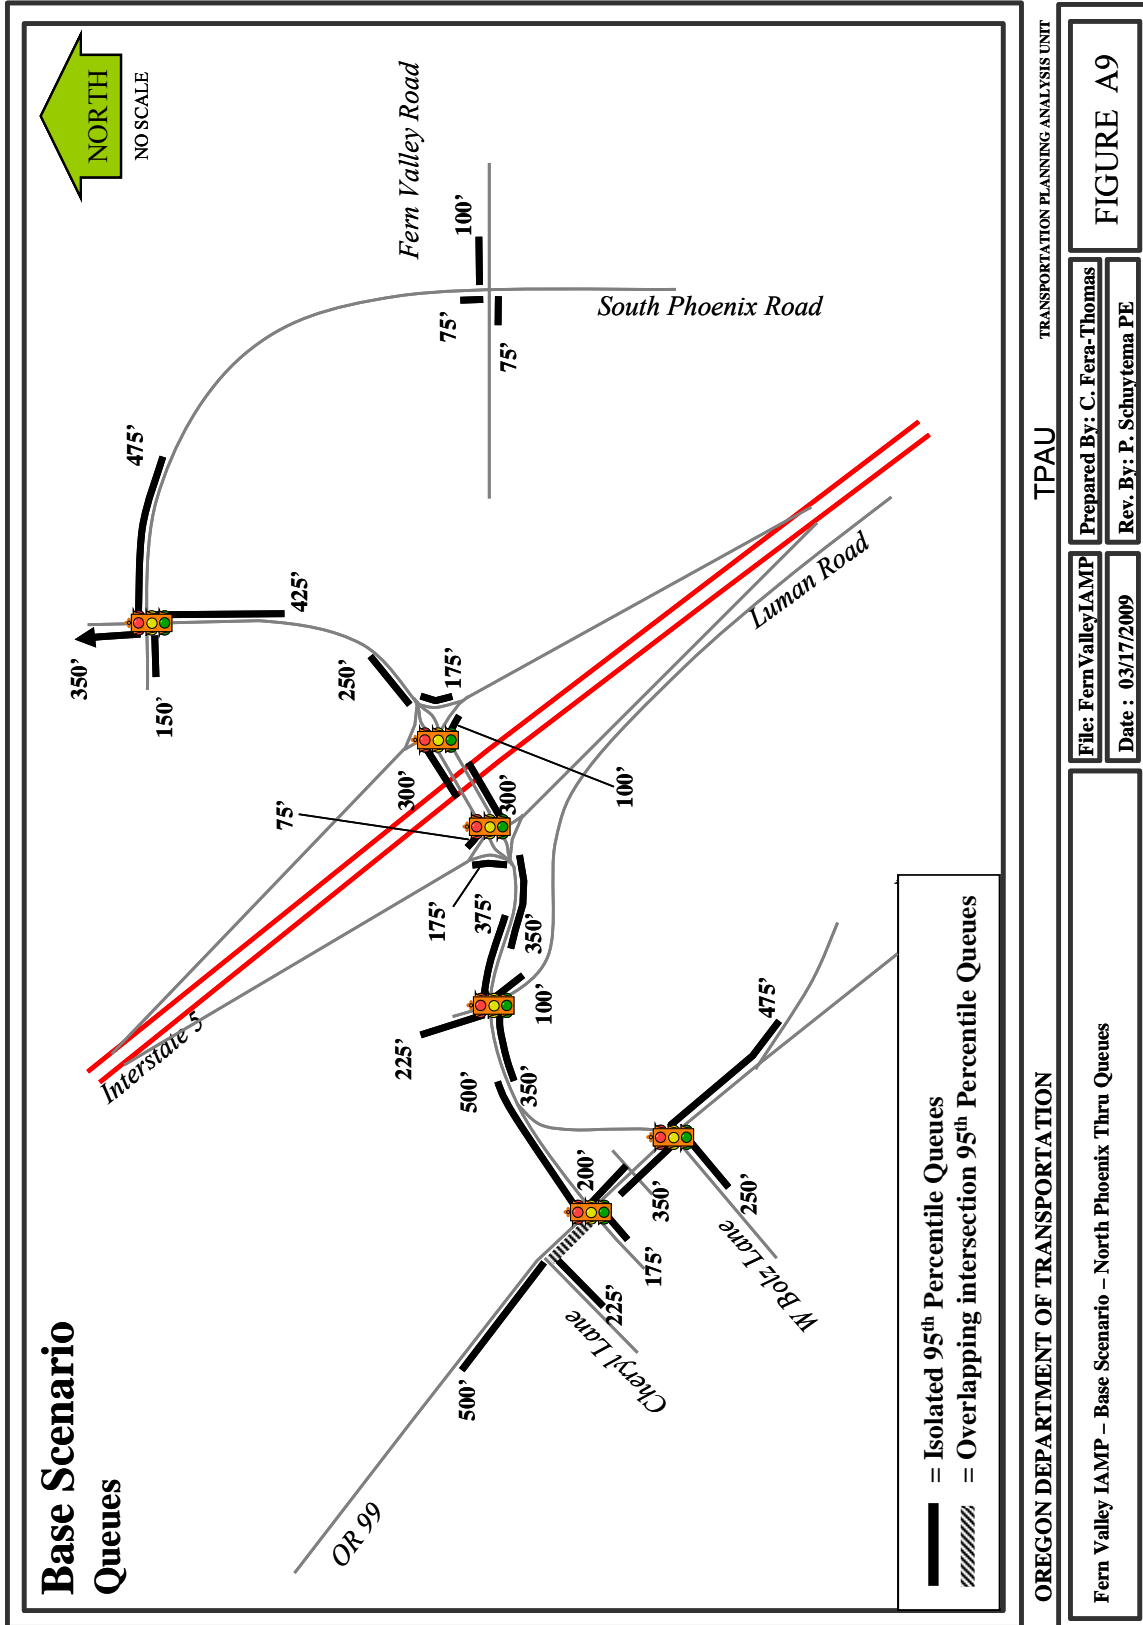 Base Scenario
Queues
NORTH
NO SCALE
Fern Valley Road
100’
75’
75’
South Phoenix Road
475’
425’
350’
150’
250’
175’
300’
300’
100’
75’
175’
375’
350’
Luman Road
Interstate 5
225’
100’
500’
350’
475’
200’
350’
250’
175’
225’
W Bolz Lane
Cheryl Lane
500’
OR 99
= Isolated 95th Percentile Queues
= Overlapping intersection 95th Percentile Queues
OREGON DEPARTMENT OF TRANSPORTATION
TPAU
TRANSPORTATION PLANNING ANALYSIS UNIT
Fern Valley IAMP – Base Scenario – North Phoenix Thru Queues
File: FernValleyIAMP
Date : 03/17/2009
Prepared By: C. Fera-Thomas
Rev. By: P. Schuytema PE
FIGURE A9